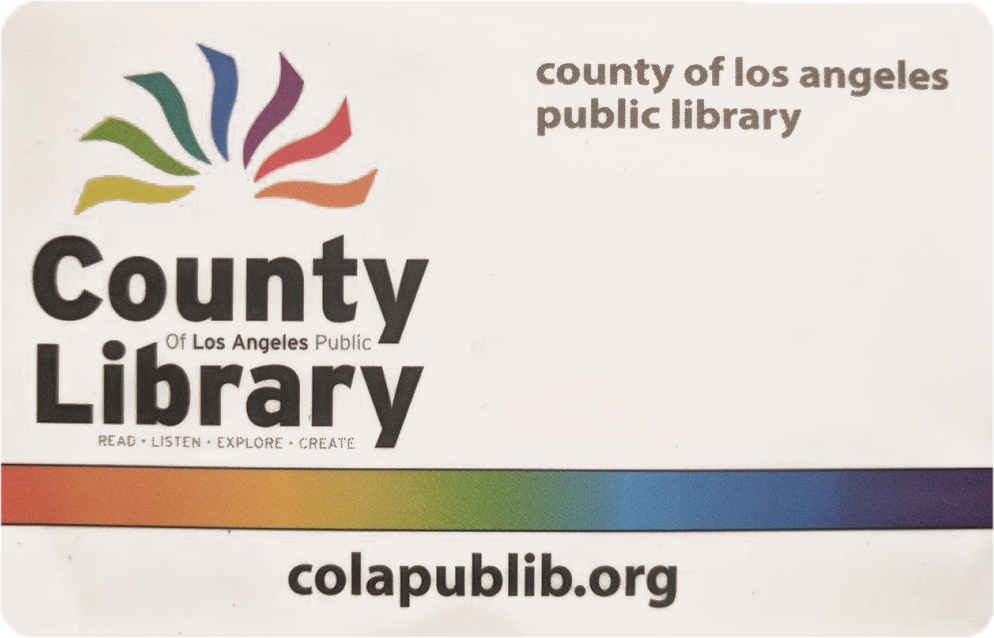 county of los angeles
public library
County
Of Los Angeles Public
Library
READ • LISTEN • EXPLORE • CREATE
colapublib.org